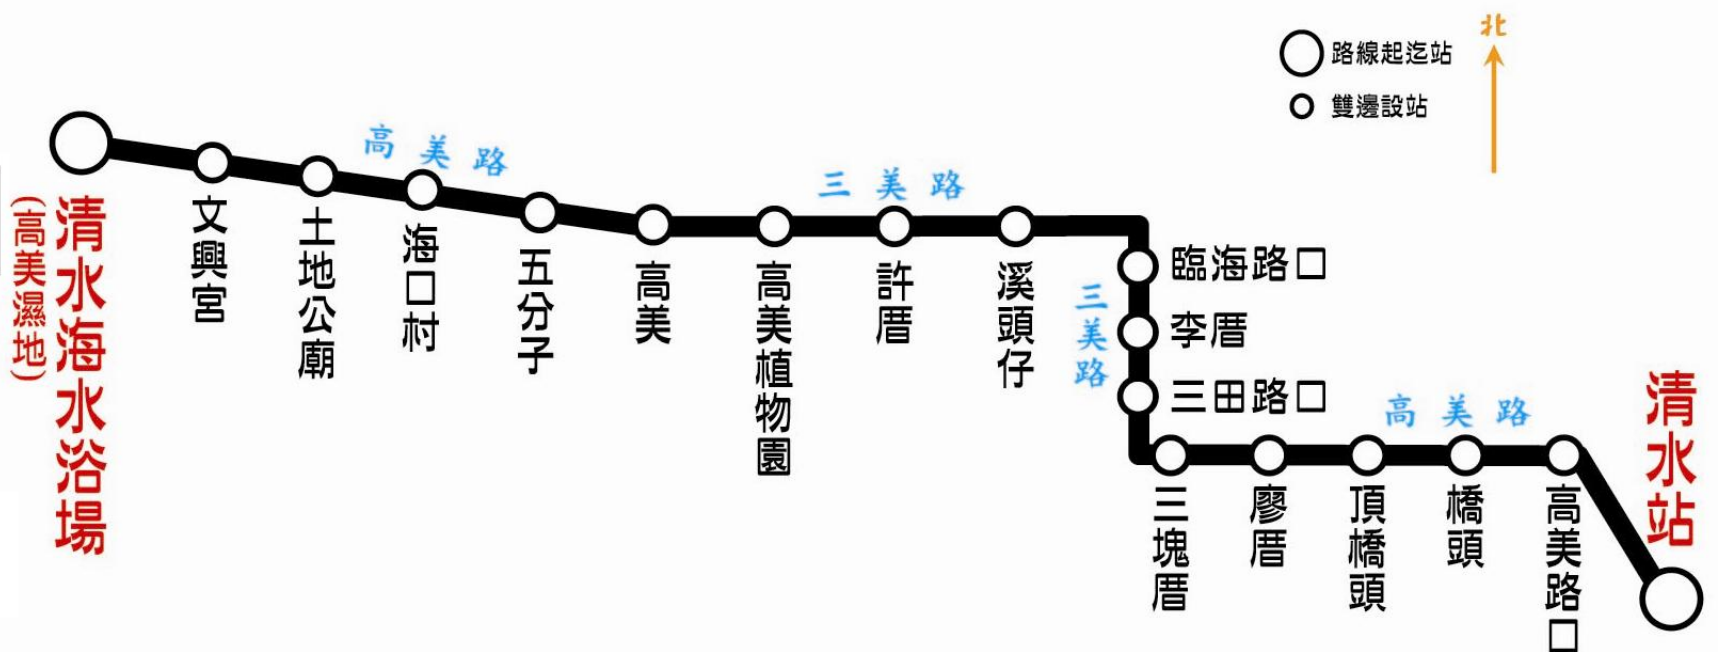 北
路線起迄站
雙邊設站
清水海水浴場
(高美濕地)
文興宮
土地公廟
海口村
五分子
高美
高美植物園
許厝
溪頭仔
臨海路口
李厝
三田路口
三塊厝
廖厝
頂橋頭
橋頭
高美路口
清水站
高美路
三美路
三美路
高美路